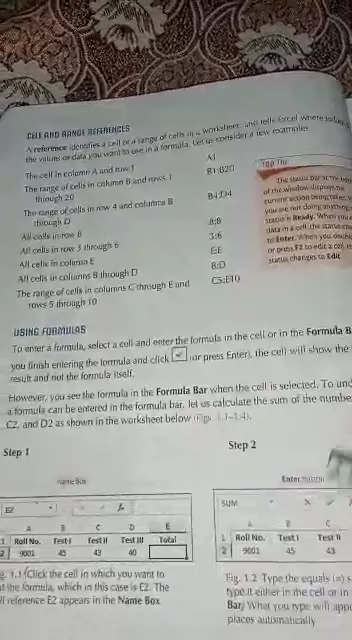 CELL AND RANGE REFERENCES
A reference identifies a cell or a range of cells in a worksheet, and tells Excel where to look
the values or data you want to use in a formula. Let us consider a few examples
The cell in column A and row 1 A1
The range of cells in column B and rows 1 B1:B20
through 20
The range of cells in row 4 and columns B B4:D4
through D
All cells in row 8 8:8
All cells in row 3 through 6 3:6
All cells in column E E:E
All cells in columns B through D B:D
The range of cells in columns C through E and C5:E10
rows 5 through 10
Top Tip
The status bar at the
of the window displays the
current action being
you are not doing anything
status is Ready. When you
data in a cell, the status
to Enter. When you double
or press F2 to edit a cell,
status changes to Edit
USING FORMULAS
To enter a formula, select a cell and enter the formula in the cell or in the Formula B
you finish entering the formula and click (or press Enter), the cell will show the
result and not the formula itself.
However, you see the formula in the Formula Bar when the cell is selected. To und
a formula can be entered in the formula bar, let us calculate the sum of the numbe
C2, and D2 as shown in the worksheet below (Figs. 1.1–1.4).
Step 1
Step 2
Name Box
E2 fx
A B C D E
1 Roll No. Test I Test II Test III Total
2 9001 45 43 40
g. 1.1 Click the cell in which you want to
the formula, which in this case is E2. The
ll reference E2 appears in the Name Box
Enter button
SUM
A B C
1 Roll No. Test I Test II
2 9001 45 43
Fig. 1.2 Type the equals (=) s
type it either in the cell or in
Bar) What you type will appe
places automatically